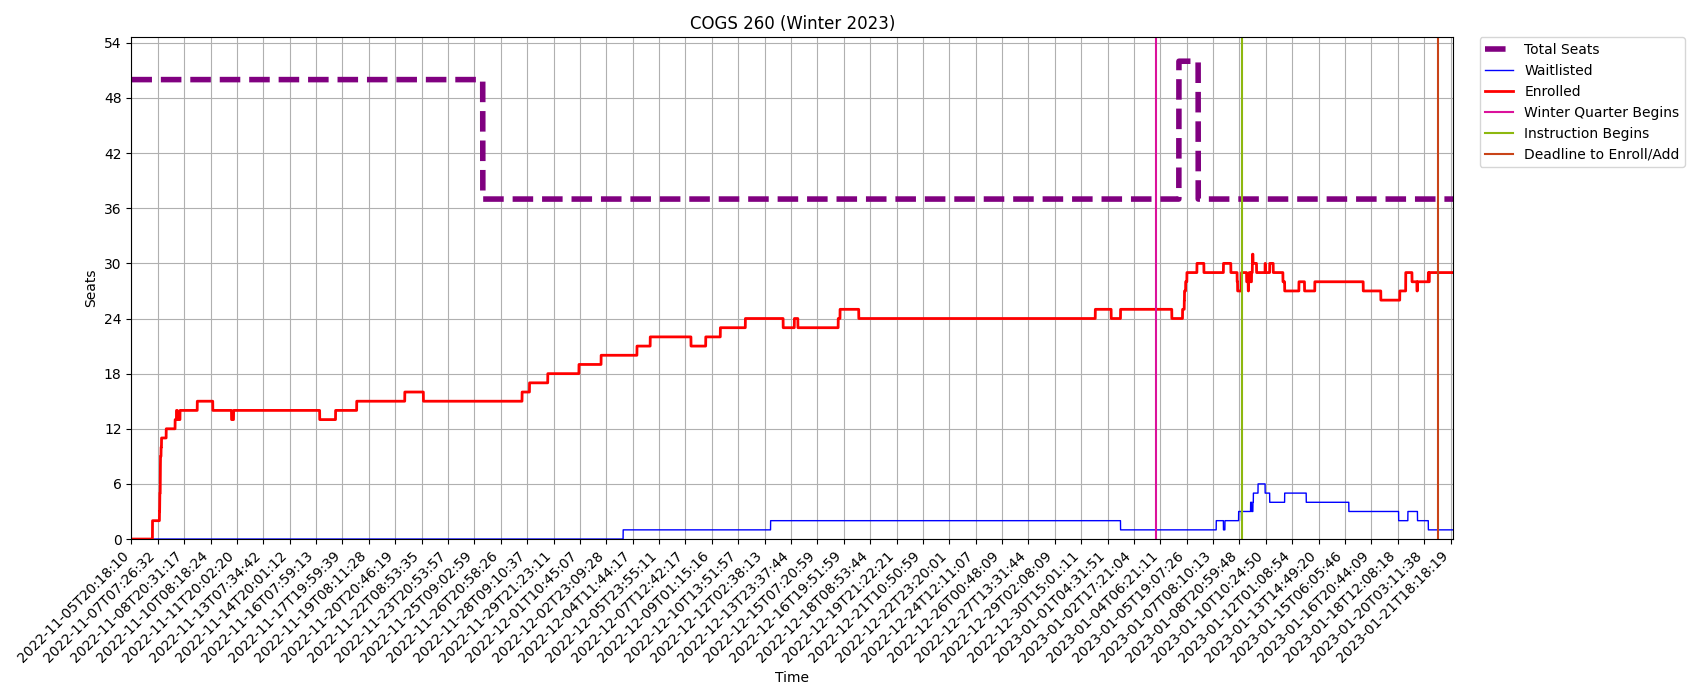 COGS 260 (Winter 2023)
54
48
42
36
30
24
18
12
6
0
Seats
2022-11-05T20:18:10
2022-11-07T07:26:32
2022-11-08T20:31:17
2022-11-10T08:18:24
2022-11-11T20:02:20
2022-11-13T07:34:42
2022-11-14T20:01:12
2022-11-16T07:59:13
2022-11-17T19:59:39
2022-11-19T08:11:28
2022-11-20T20:46:19
2022-11-22T08:53:35
2022-11-23T20:53:57
2022-11-25T09:02:59
2022-11-26T20:58:26
2022-11-28T09:10:37
2022-11-29T21:23:11
2022-12-01T10:45:07
2022-12-02T23:09:28
2022-12-04T11:44:17
2022-12-05T23:55:11
2022-12-07T12:42:17
2022-12-09T01:15:16
2022-12-10T13:51:57
2022-12-12T02:38:13
2022-12-13T23:37:44
2022-12-15T07:20:59
2022-12-16T19:51:59
2022-12-18T08:53:44
2022-12-19T21:22:21
2022-12-21T10:50:59
2022-12-22T23:20:01
2022-12-24T12:11:07
2022-12-26T00:48:09
2022-12-27T13:31:44
2022-12-29T02:08:09
2022-12-30T15:01:11
2023-01-01T04:31:51
2023-01-02T17:21:04
2023-01-04T06:21:11
2023-01-05T19:07:26
2023-01-07T08:10:13
2023-01-08T20:59:48
2023-01-10T10:24:50
2023-01-12T01:08:54
2023-01-13T14:49:20
2023-01-15T06:05:46
2023-01-16T20:44:09
2023-01-18T12:08:18
2023-01-20T03:11:38
2023-01-21T18:18:19
Time
Total Seats
Waitlisted
Enrolled
Winter Quarter Begins
Instruction Begins
Deadline to Enroll/Add